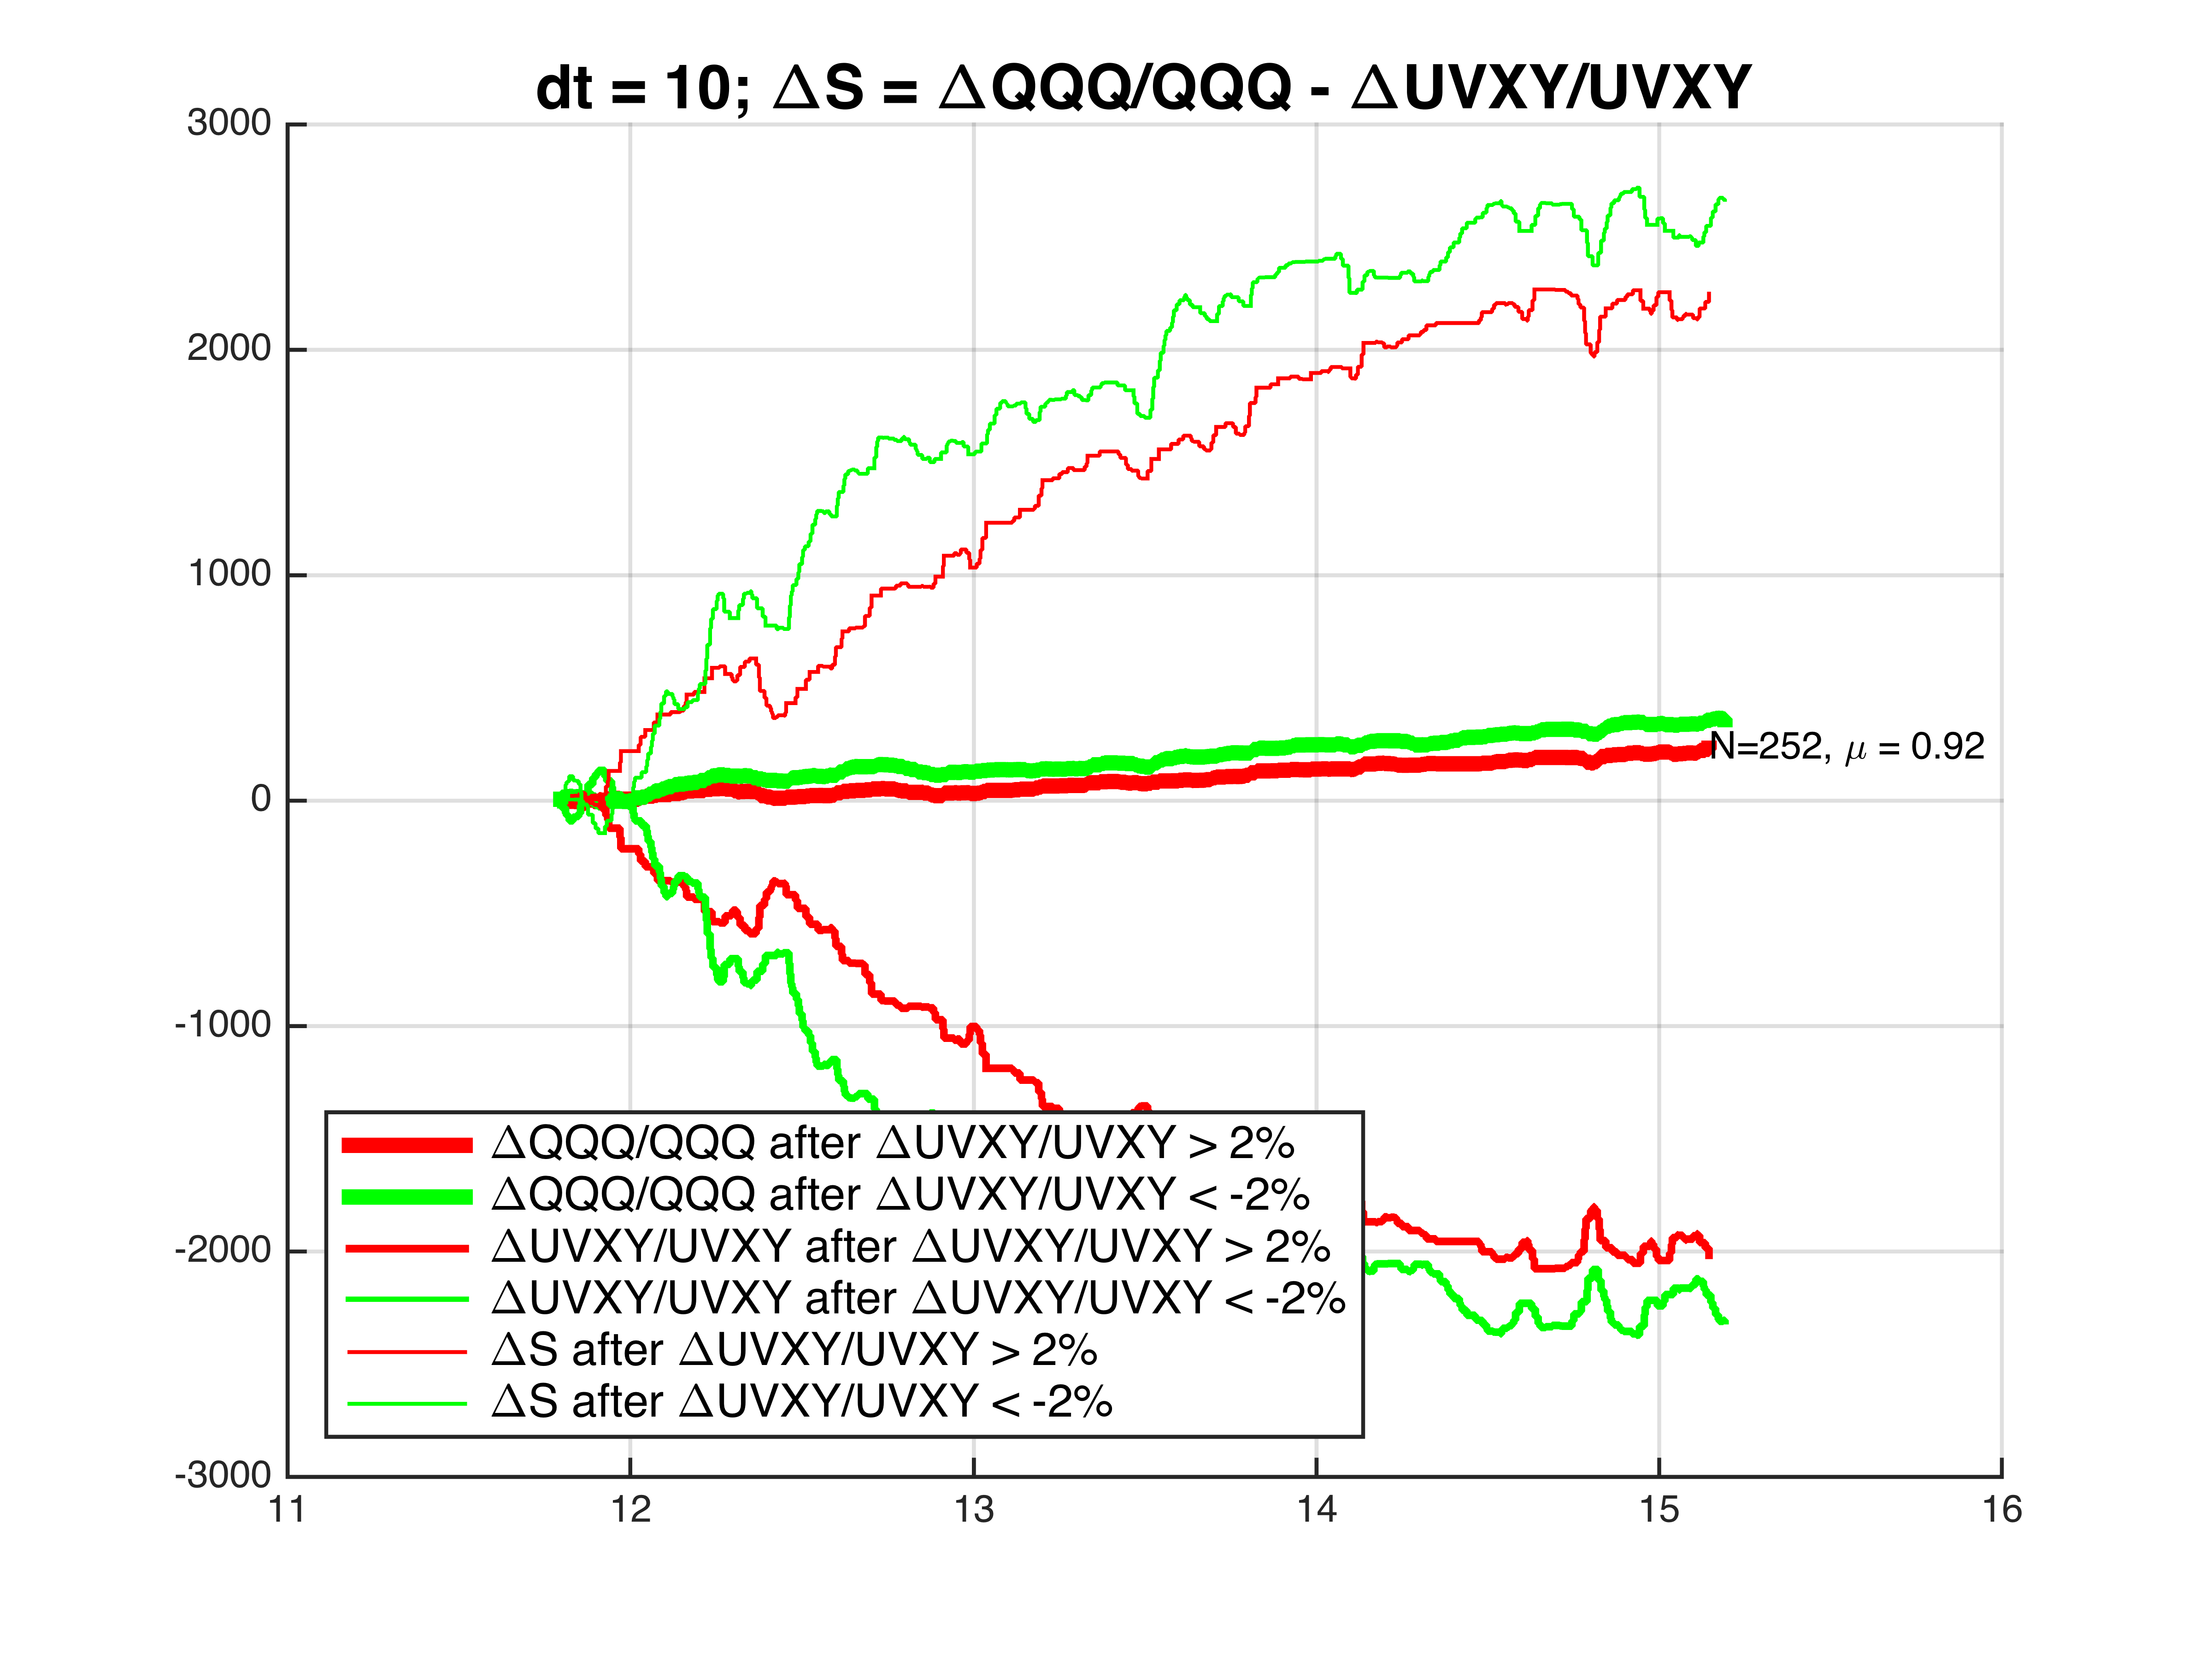 dt = 10; ΔS = ΔQQQ/QQQ - ΔUVXY/UVXY
3000
2000
1000
0
-1000
-2000
-3000
N=252, μ = 0.92
ΔQQQ/QQQ after ΔUVXY/UVXY > 2%
ΔQQQ/QQQ after ΔUVXY/UVXY < -2%
ΔUVXY/UVXY after ΔUVXY/UVXY > 2%
ΔUVXY/UVXY after ΔUVXY/UVXY < -2%
ΔS after ΔUVXY/UVXY > 2%
ΔS after ΔUVXY/UVXY < -2%
11 12 13 14 15 16